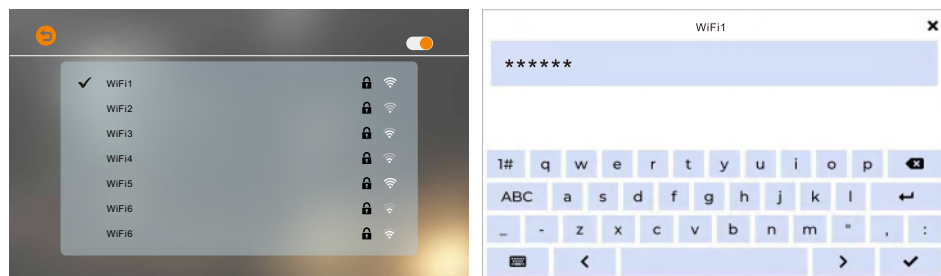 WiFi1
WiFi2
WiFi3
WiFi4
WiFi5
WiFi6
WiFi6
WiFi1
******
1# q w e r t y u i o p
ABC a s d f g h j k l
_ - z x c v b n m " , :